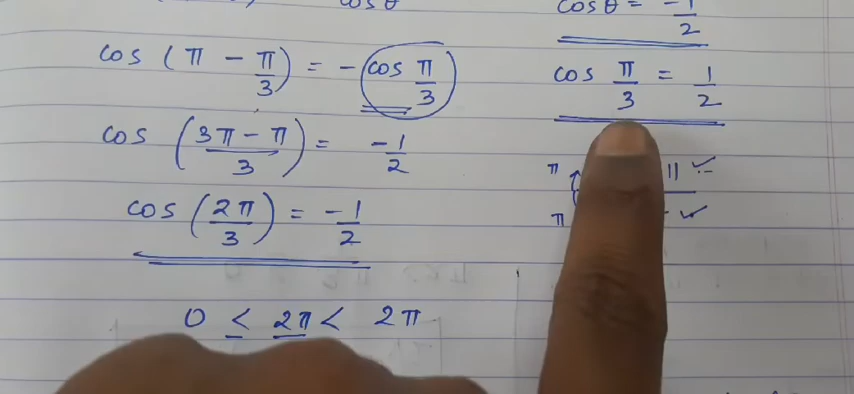 cos θ
cos (π - π/3) = - cos π/3
cos ((3π - π)/3) = -1/2
cos (2π/3) = -1/2
0 ≤ 2π < 2π
cos θ = -1/2
cos π/3 = 1/2
π
π